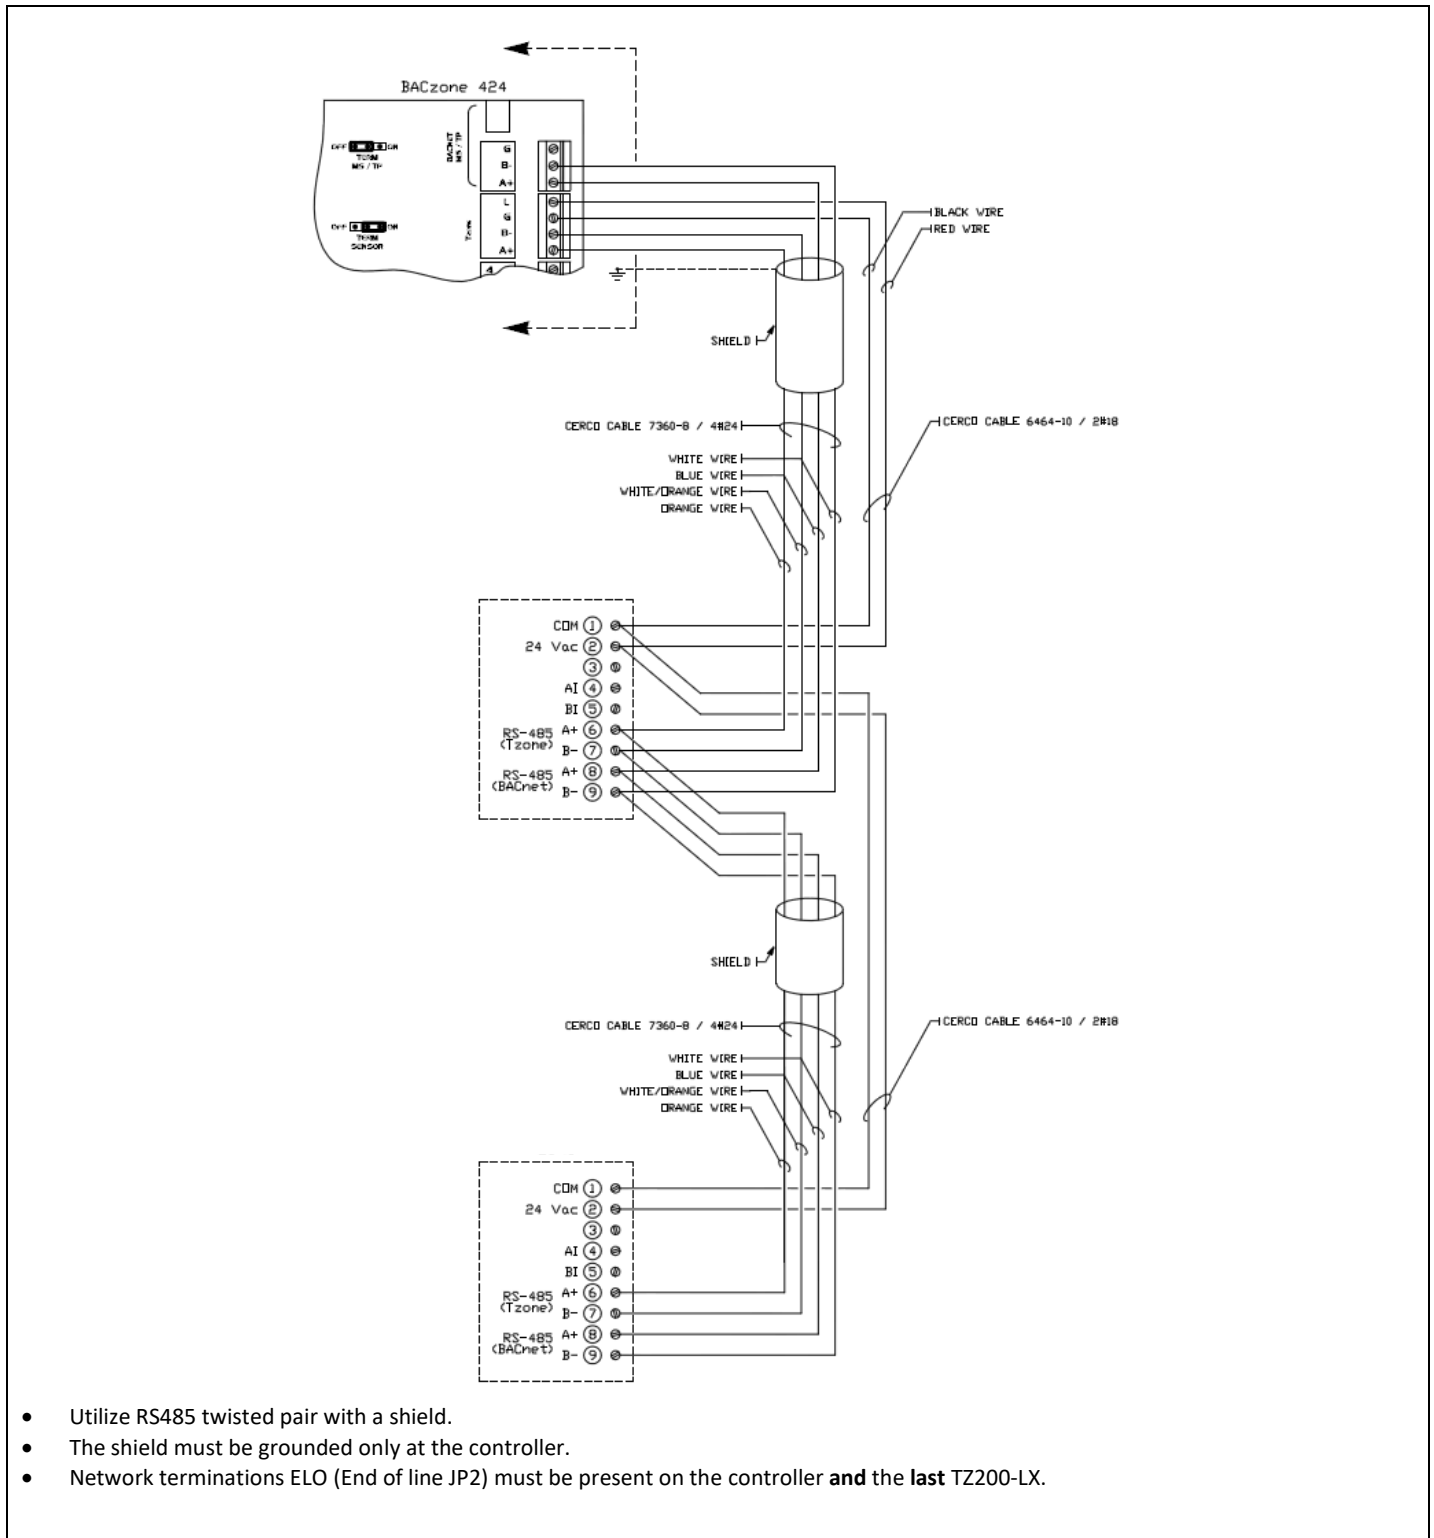 BACzone 424
OFF ON
TERM
MS / TP
BACNET
MS / TP
G
B-
A+
L
G
B-
A+
4
OFF ON
TERM
SENSOR
BLACK WIRE
RED WIRE
SHIELD
CERCO CABLE 7360-8 / 4#24
CERCO CABLE 6464-10 / 2#18
WHITE WIRE
BLUE WIRE
WHITE/ORANGE WIRE
ORANGE WIRE
COM 1
24 Vac 2
3
AI 4
BI 5
RS-485 (Tzone) A+ 6
B- 7
RS-485 (BACnet) A+ 8
B- 9
SHIELD
CERCO CABLE 7360-8 / 4#24
CERCO CABLE 6464-10 / 2#18
WHITE WIRE
BLUE WIRE
WHITE/ORANGE WIRE
ORANGE WIRE
COM 1
24 Vac 2
3
AI 4
BI 5
RS-485 (Tzone) A+ 6
B- 7
RS-485 (BACnet) A+ 8
B- 9
• Utilize RS485 twisted pair with a shield.
• The shield must be grounded only at the controller.
• Network terminations ELO (End of line JP2) must be present on the controller and the last TZ200-LX.